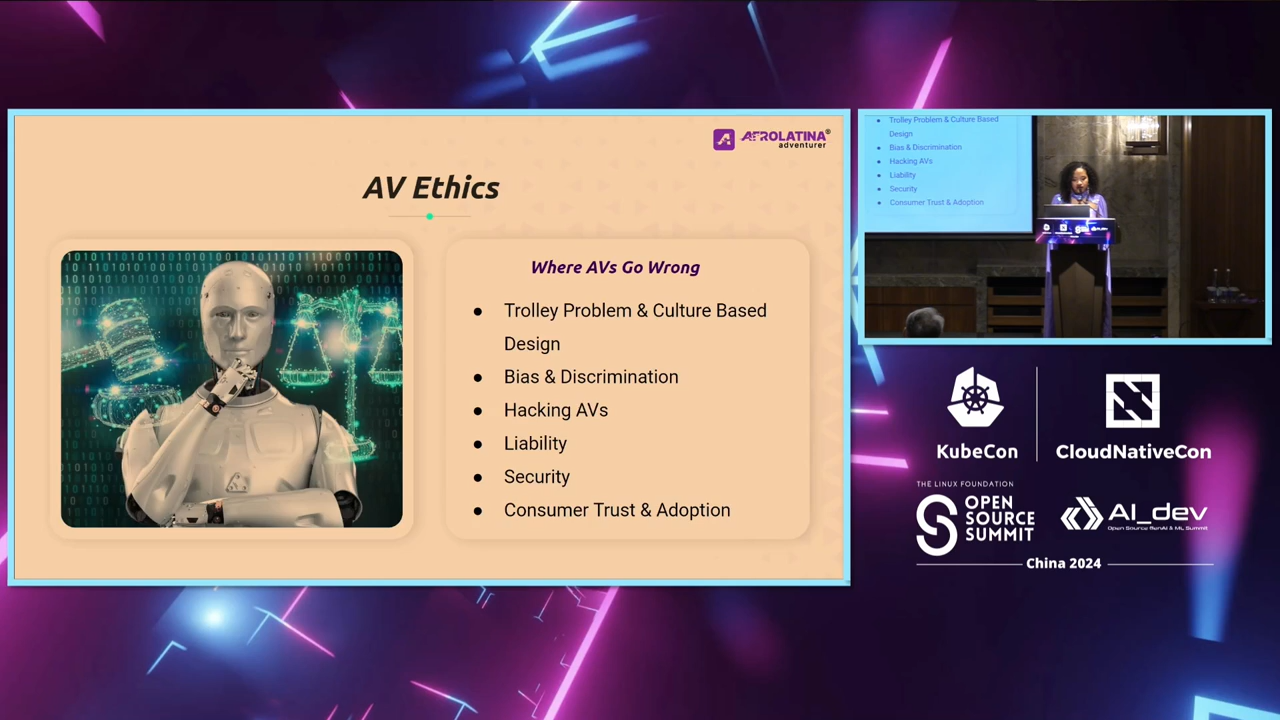 AFROLATINA®
adventurer
AV Ethics
Where AVs Go Wrong
● Trolley Problem & Culture Based
Design
● Bias & Discrimination
● Hacking AVs
● Liability
● Security
● Consumer Trust & Adoption
● Trolley Problem & Culture Based
Design
● Bias & Discrimination
● Hacking AVs
● Liability
● Security
● Consumer Trust & Adoption
KubeCon
CloudNativeCon
THE LINUX FOUNDATION
OPEN
SOURCE
SUMMIT
AI_dev
Open Source GenAI & ML Summit
China 2024